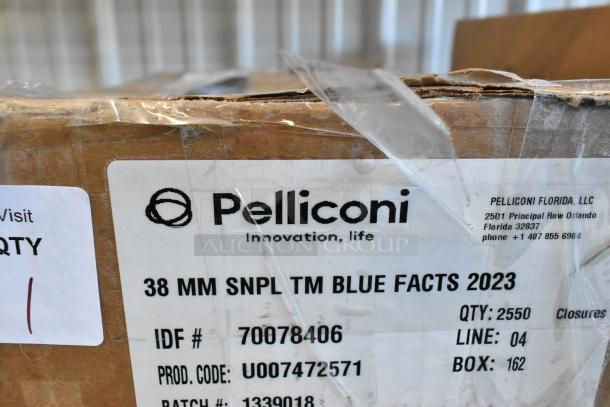 Visit
QTY
1
Pelliconi
Innovation, life
AUCTION GROUP
PELLICONI FLORIDA, LLC
2501 Principal Row Orlando
Florida 32837
phone +1 407 855 6984
38 MM SNPL TM BLUE FACTS 2023
QTY: 2550 Closures
IDF # 70078406
LINE: 04
PROD. CODE: U007472571
BOX: 162
BATCH #: 1339018